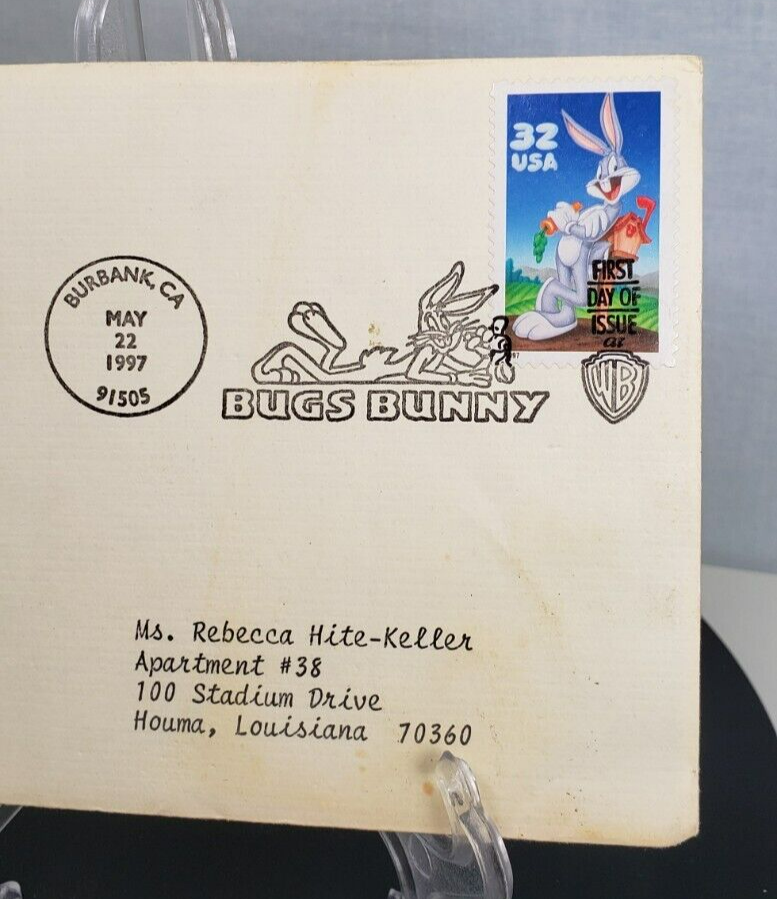 32
USA
BURBANK, CA
MAY
22
1997
91505
BUGS BUNNY
FIRST
DAY OF
ISSUE
at
WB
Ms. Rebecca Hite-Keller
Apartment #38
100 Stadium Drive
Houma, Louisiana 70360